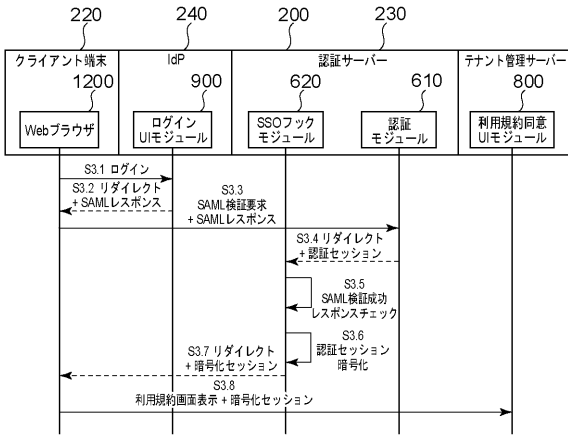 220
240
200
230
クライアント端末
IdP
認証サーバー
テナント管理サーバー
1200
900
620
610
800
Webブラウザ
ログイン
UIモジュール
SSOフック
モジュール
認証
モジュール
利用規約同意
UIモジュール
S3.1 ログイン
S3.2 リダイレクト
+ SAMLレスポンス
S3.3
SAML検証要求
+ SAMLレスポンス
S3.4 リダイレクト
+ 認証セッション
S3.5
SAML検証成功
レスポンスチェック
S3.6
認証セッション
暗号化
S3.7 リダイレクト
+ 暗号化セッション
S3.8
利用規約画面表示 + 暗号化セッション